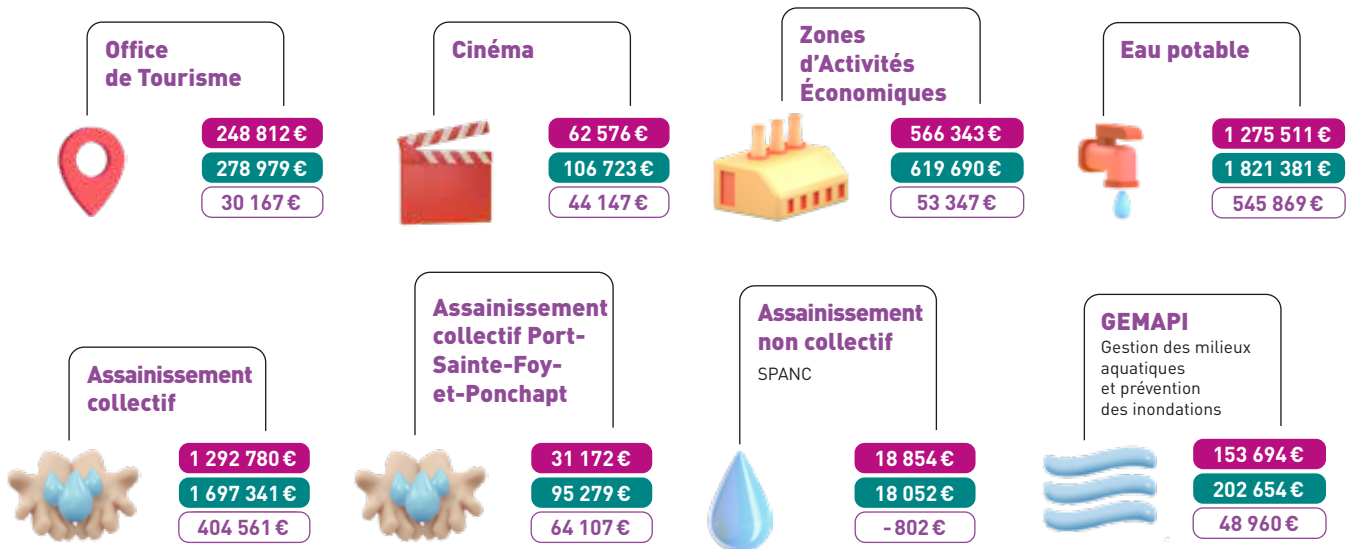 Office
de Tourisme
248 812 €
278 979 €
30 167 €
Cinéma
62 576 €
106 723 €
44 147 €
Zones
d'Activités
Économiques
566 343 €
619 690 €
53 347 €
Eau potable
1 275 511 €
1 821 381 €
545 869 €
Assainissement
collectif
1 292 780 €
1 697 341 €
404 561 €
Assainissement
collectif Port-
Sainte-Foy-
et-Ponchapt
31 172 €
95 279 €
64 107 €
Assainissement
non collectif
SPANC
18 854 €
18 052 €
- 802 €
GEMAPI
Gestion des milieux
aquatiques
et prévention
des inondations
153 694 €
202 654 €
48 960 €